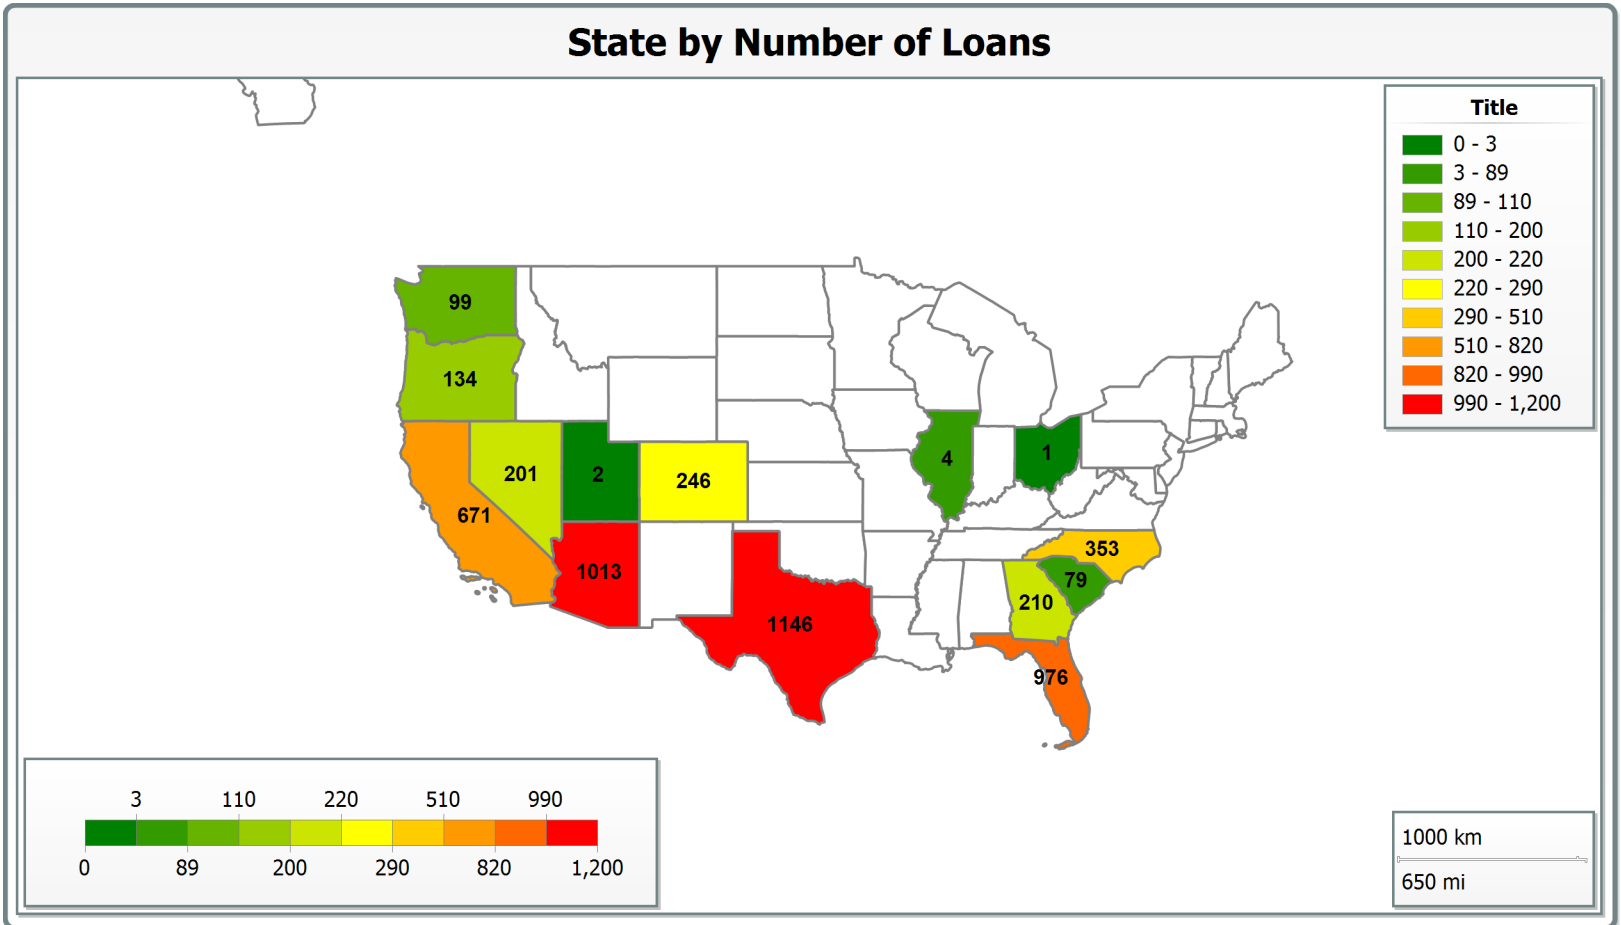 State by Number of Loans
Title
0 - 3
3 - 89
89 - 110
110 - 200
200 - 220
220 - 290
290 - 510
510 - 820
820 - 990
990 - 1,200
99
134
4
1
201
2
246
671
353
1013
79
210
1146
976
3 110 220 510 990
0 89 200 290 820 1,200
1000 km
650 mi